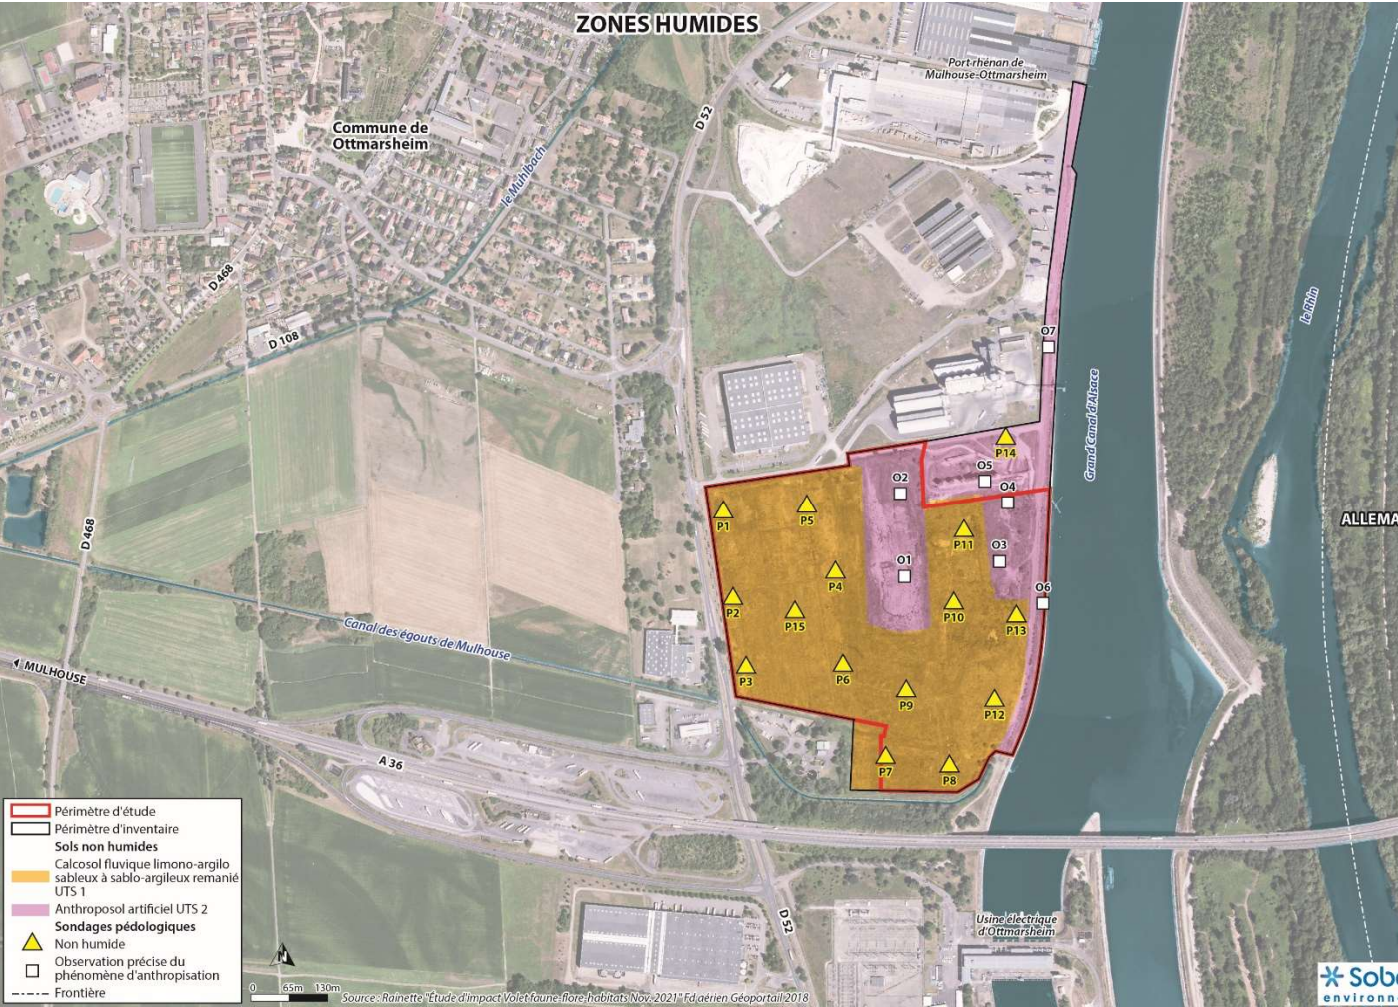 ZONES HUMIDES
Port rhénan de
Mulhouse-Ottmarsheim
D 52
Commune de
Ottmarsheim
le Muhlbach
D 468
D 108
le Rhin
O7
Grand Canal d'Alsace
P14
O5
O2
O4
P1
P5
ALLEMA
D 468
P11
O3
O1
P4
O6
P2
P15
P10
P13
Canal des égouts de Mulhouse
MULHOUSE
P3
P6
P9
P12
A 36
P7
P8
Périmètre d'étude
Périmètre d'inventaire
Sols non humides
Calcosol fluvique limono-argilo
sableux à sablo-argileux remanié
UTS 1
Anthroposol artificiel UTS 2
Sondages pédologiques
Non humide
Observation précise du
phénomène d'anthropisation
Frontière
D 52
Usine électrique
d'Ottmarsheim
N
0 65m 130m
Source : Rainette "Étude d'impact Volet faune-flore-habitats Nov. 2021" Fd aérien Géoportail 2018
Sobe
environn